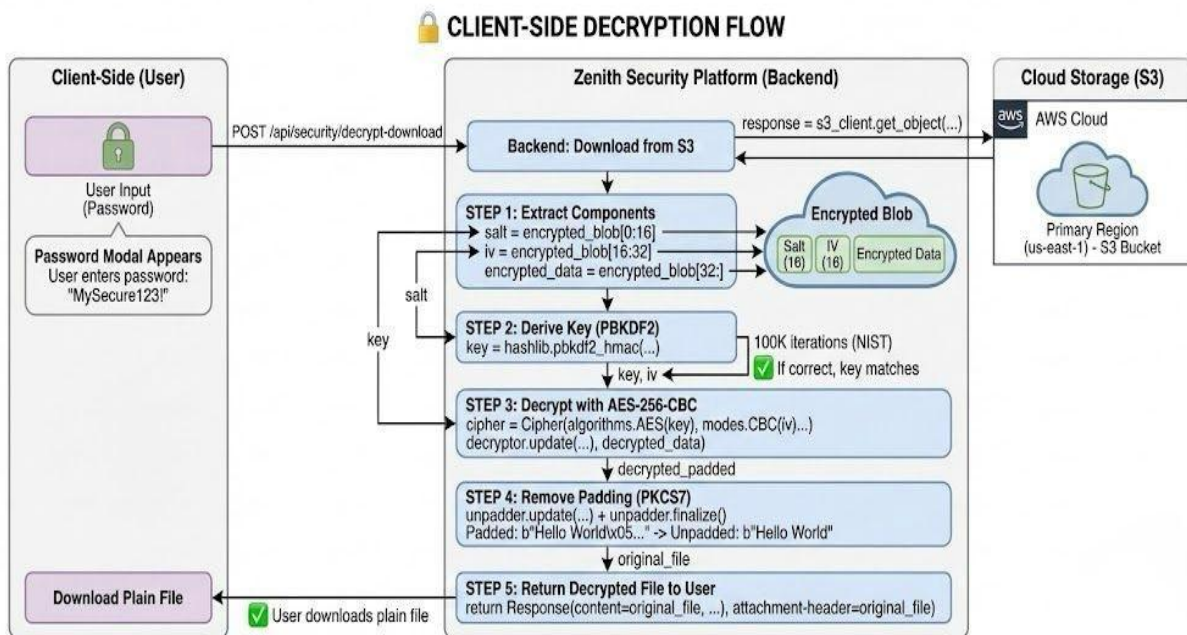 CLIENT-SIDE DECRYPTION FLOW
Client-Side (User)
User Input
(Password)
Password Modal Appears
User enters password:
"MySecure123!"
Download Plain File
POST /api/security/decrypt-download
Zenith Security Platform (Backend)
Backend: Download from S3
response = s3_client.get_object(...)
STEP 1: Extract Components
salt = encrypted_blob[0:16]
iv = encrypted_blob[16:32]
encrypted_data = encrypted_blob[32:]
Encrypted Blob
Salt
(16)
IV
(16)
Encrypted Data
salt
key
STEP 2: Derive Key (PBKDF2)
key = hashlib.pbkdf2_hmac(...)
100K iterations (NIST)
If correct, key matches
key, iv
STEP 3: Decrypt with AES-256-CBC
cipher = Cipher(algorithms.AES(key), modes.CBC(iv)...)
decryptor.update(...), decrypted_data)
decrypted_padded
STEP 4: Remove Padding (PKCS7)
unpadder.update(...) + unpadder.finalize()
Padded: b"Hello World\x05..." -> Unpadded: b"Hello World"
original_file
STEP 5: Return Decrypted File to User
return Response(content=original_file, ...), attachment-header=original_file)
User downloads plain file
Cloud Storage (S3)
aws
AWS Cloud
Primary Region
(us-east-1) - S3 Bucket